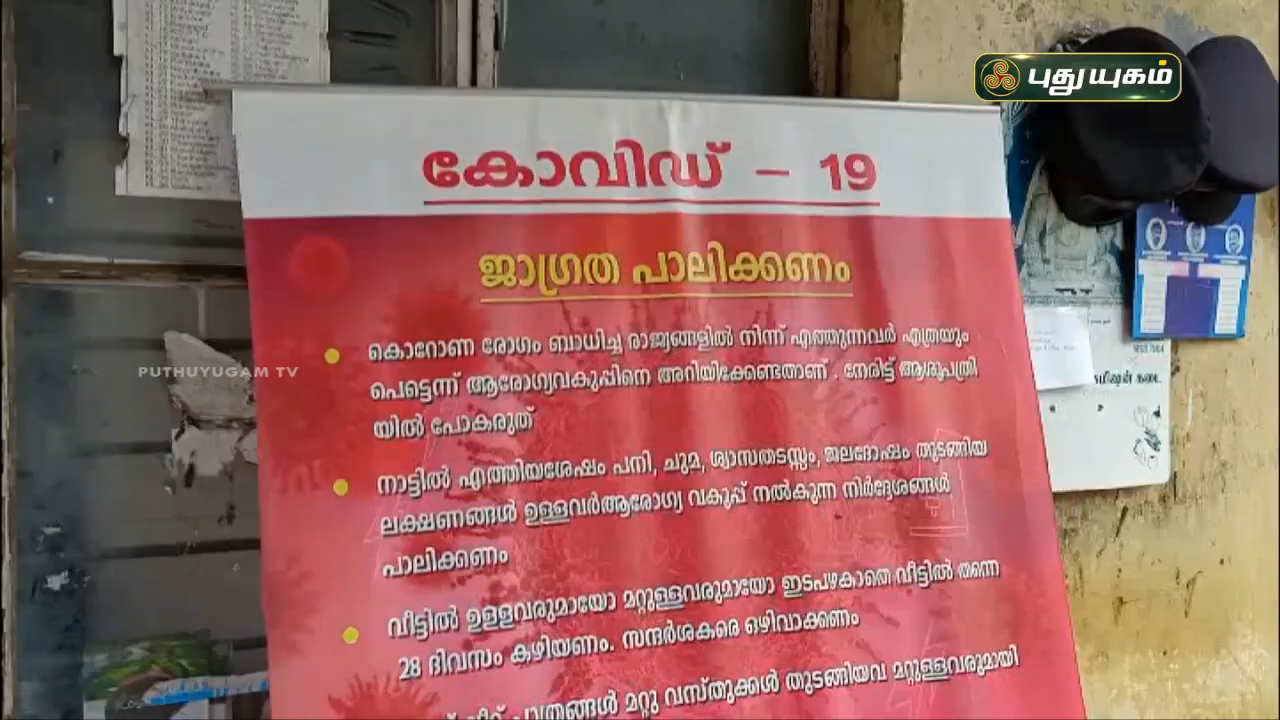 புதுயுகம்
കോവിഡ് - 19
ജാഗ്രത പാലിക്കണം
കൊറോണ രോഗം ബാധിച്ച രാജ്യങ്ങളിൽ നിന്ന് എത്തുന്നവർ എത്രയും
പെട്ടെന്ന് ആരോഗ്യവകുപ്പിനെ അറിയിക്കേണ്ടതാണ് . നേരിട്ട് ആശുപത്രി
യിൽ പോകരുത്
PUTHUYUGAM TV
നാട്ടിൽ എത്തിയശേഷം പനി, ചുമ, ശ്വാസതടസ്സം, ജലദോഷം തുടങ്ങിയ
ലക്ഷണങ്ങൾ ഉള്ളവർആരോഗ്യ വകുപ്പ് നൽകുന്ന നിർദ്ദേശങ്ങൾ
പാലിക്കണം
വീട്ടിൽ ഉള്ളവരുമായോ മറ്റുള്ളവരുമായോ ഇടപഴകാതെ വീട്ടിൽ തന്നെ
28 ദിവസം കഴിയണം. സന്ദർശകരെ ഒഴിവാക്കണം
പാത്രങ്ങൾ മറ്റു വസ്തുക്കൾ തുടങ്ങിയവ മറ്റുള്ളവരുമായി